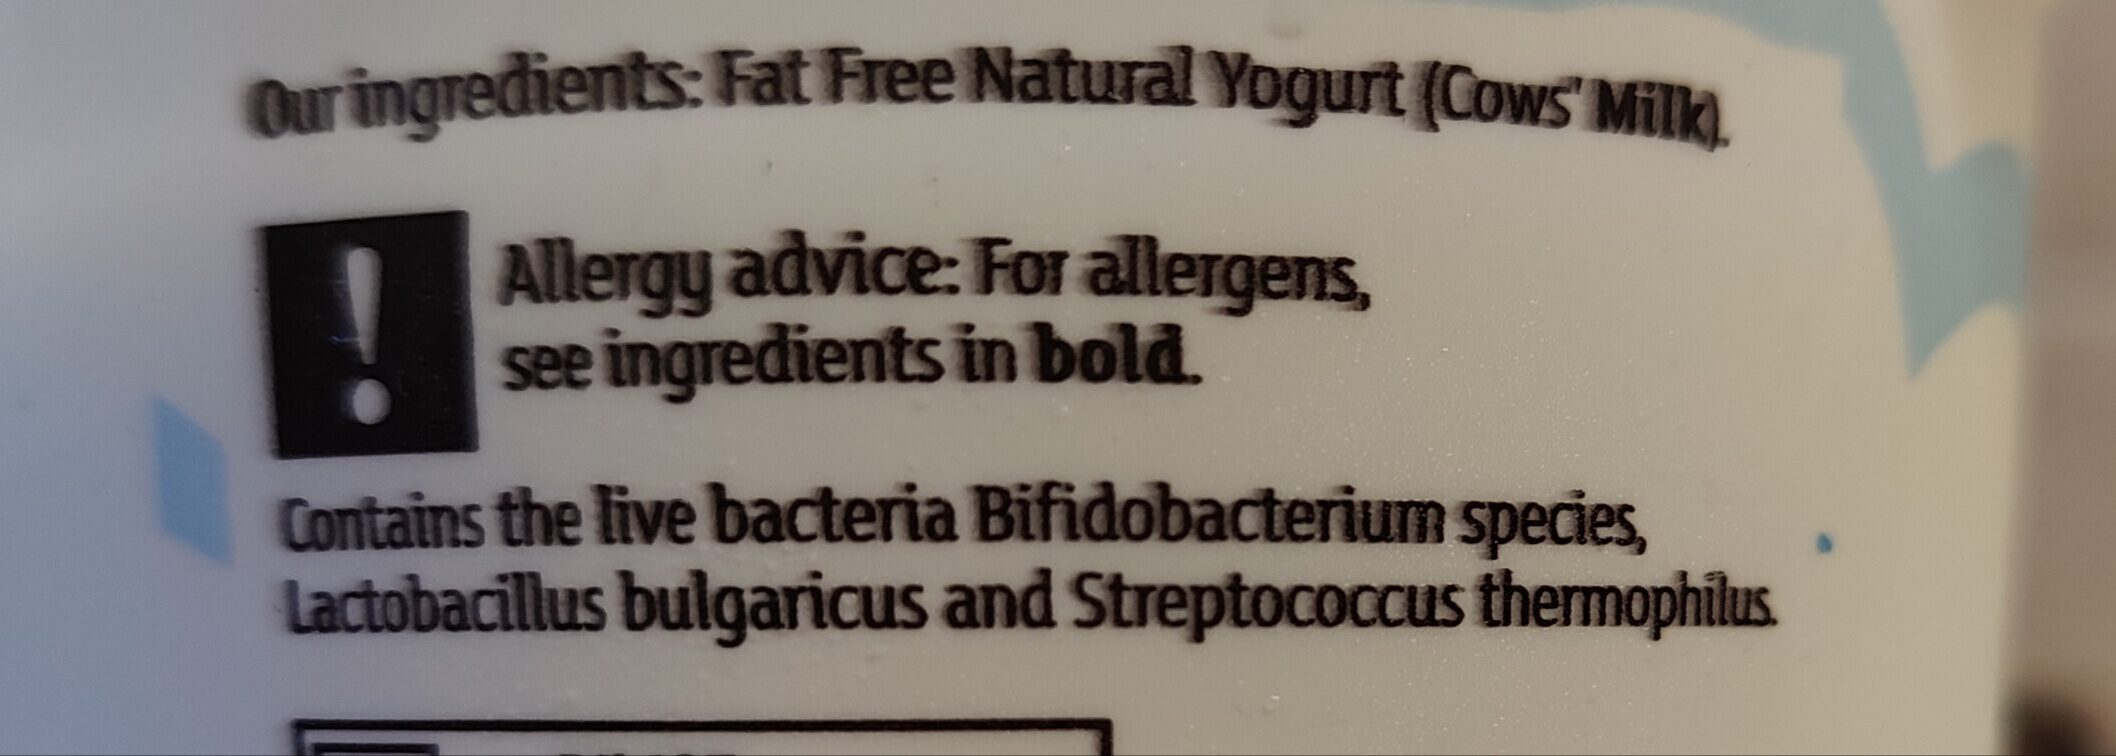 Our ingredients: Fat Free Natural Yogurt (Cows' Milk).
!
Allergy advice: For allergens,
see ingredients in bold.
Contains the live bacteria Bifidobacterium species,
Lactobacillus bulgaricus and Streptococcus thermophilus.